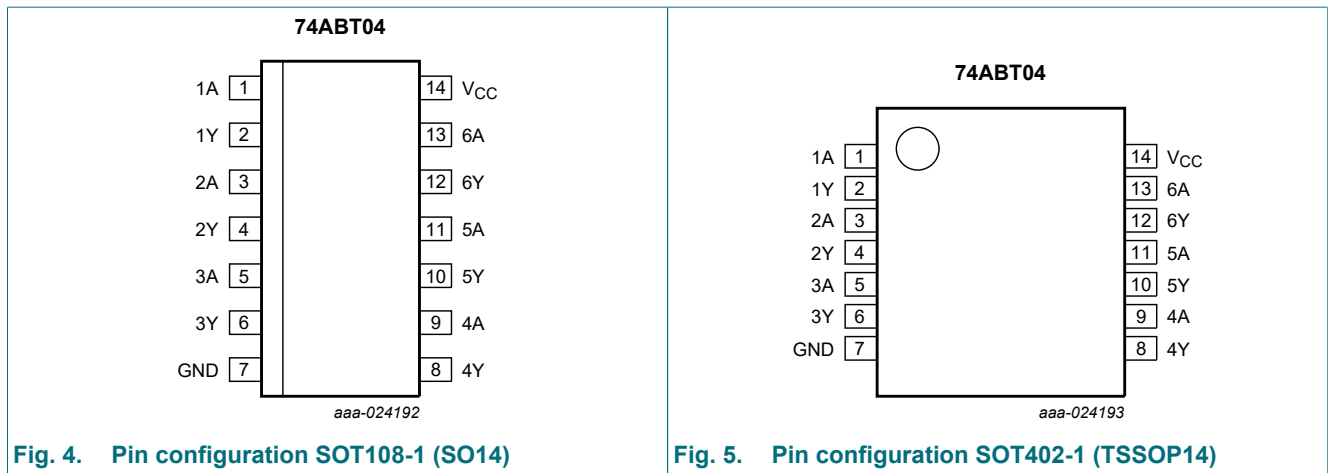 74ABT04
1A 1 14 VCC
1Y 2 13 6A
2A 3 12 6Y
2Y 4 11 5A
3A 5 10 5Y
3Y 6 9 4A
GND 7 8 4Y
aaa-024192
Fig. 4. Pin configuration SOT108-1 (SO14)
74ABT04
1A 1 14 VCC
1Y 2 13 6A
2A 3 12 6Y
2Y 4 11 5A
3A 5 10 5Y
3Y 6 9 4A
GND 7 8 4Y
aaa-024193
Fig. 5. Pin configuration SOT402-1 (TSSOP14)